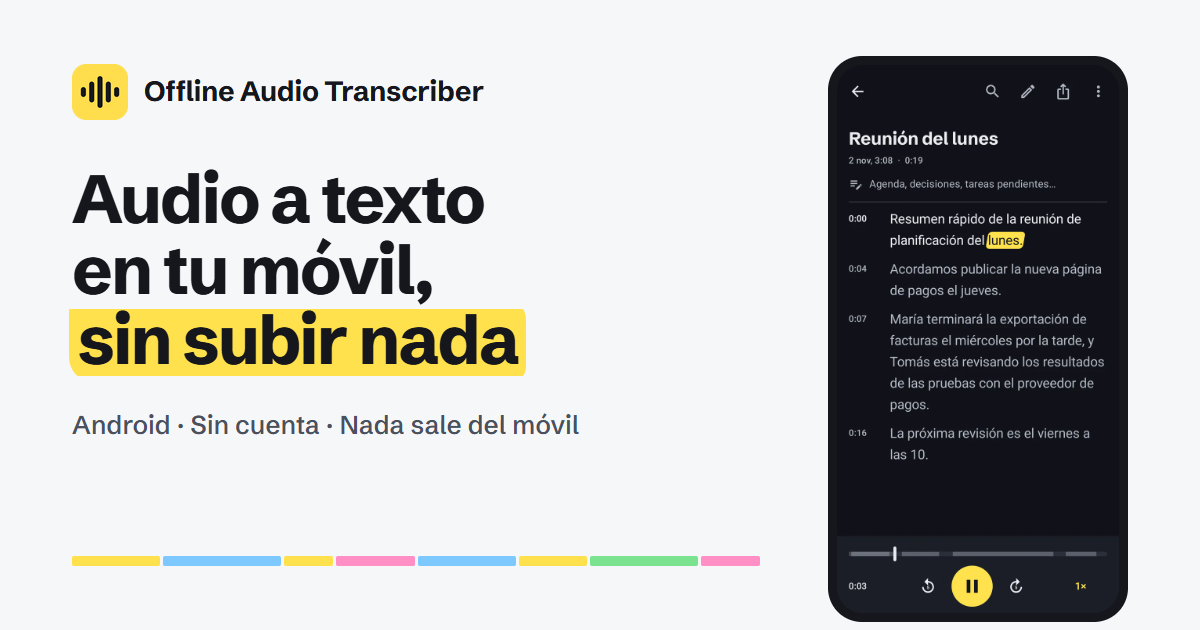 Offline Audio Transcriber
Audio a texto
en tu móvil,
sin subir nada
Android · Sin cuenta · Nada sale del móvil
Reunión del lunes
2 nov, 3:08 · 0:19
Agenda, decisiones, tareas pendientes...
0:00 Resumen rápido de la reunión de
planificación del lunes.
0:04 Acordamos publicar la nueva página
de pagos el jueves.
0:07 María terminará la exportación de
facturas el miércoles por la tarde, y
Tomás está revisando los resultados
de las pruebas con el proveedor de
pagos.
0:16 La próxima revisión es el viernes a
las 10.
0:03
1×